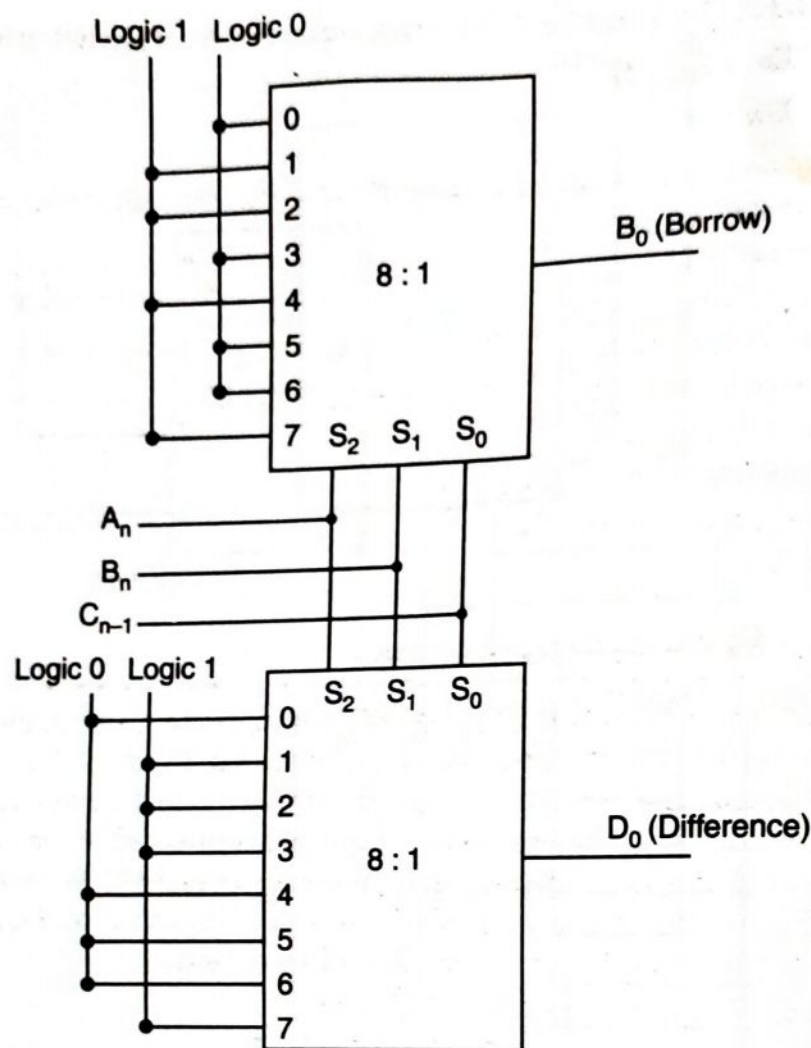 Logic 1 Logic 0
0
1
2
3
4
5
6
7
8 : 1
S₂ S₁ S₀
B₀ (Borrow)
Aₙ
Bₙ
Cₙ₋₁
Logic 0 Logic 1
S₂ S₁ S₀
0
1
2
3
4
5
6
7
8 : 1
D₀ (Difference)